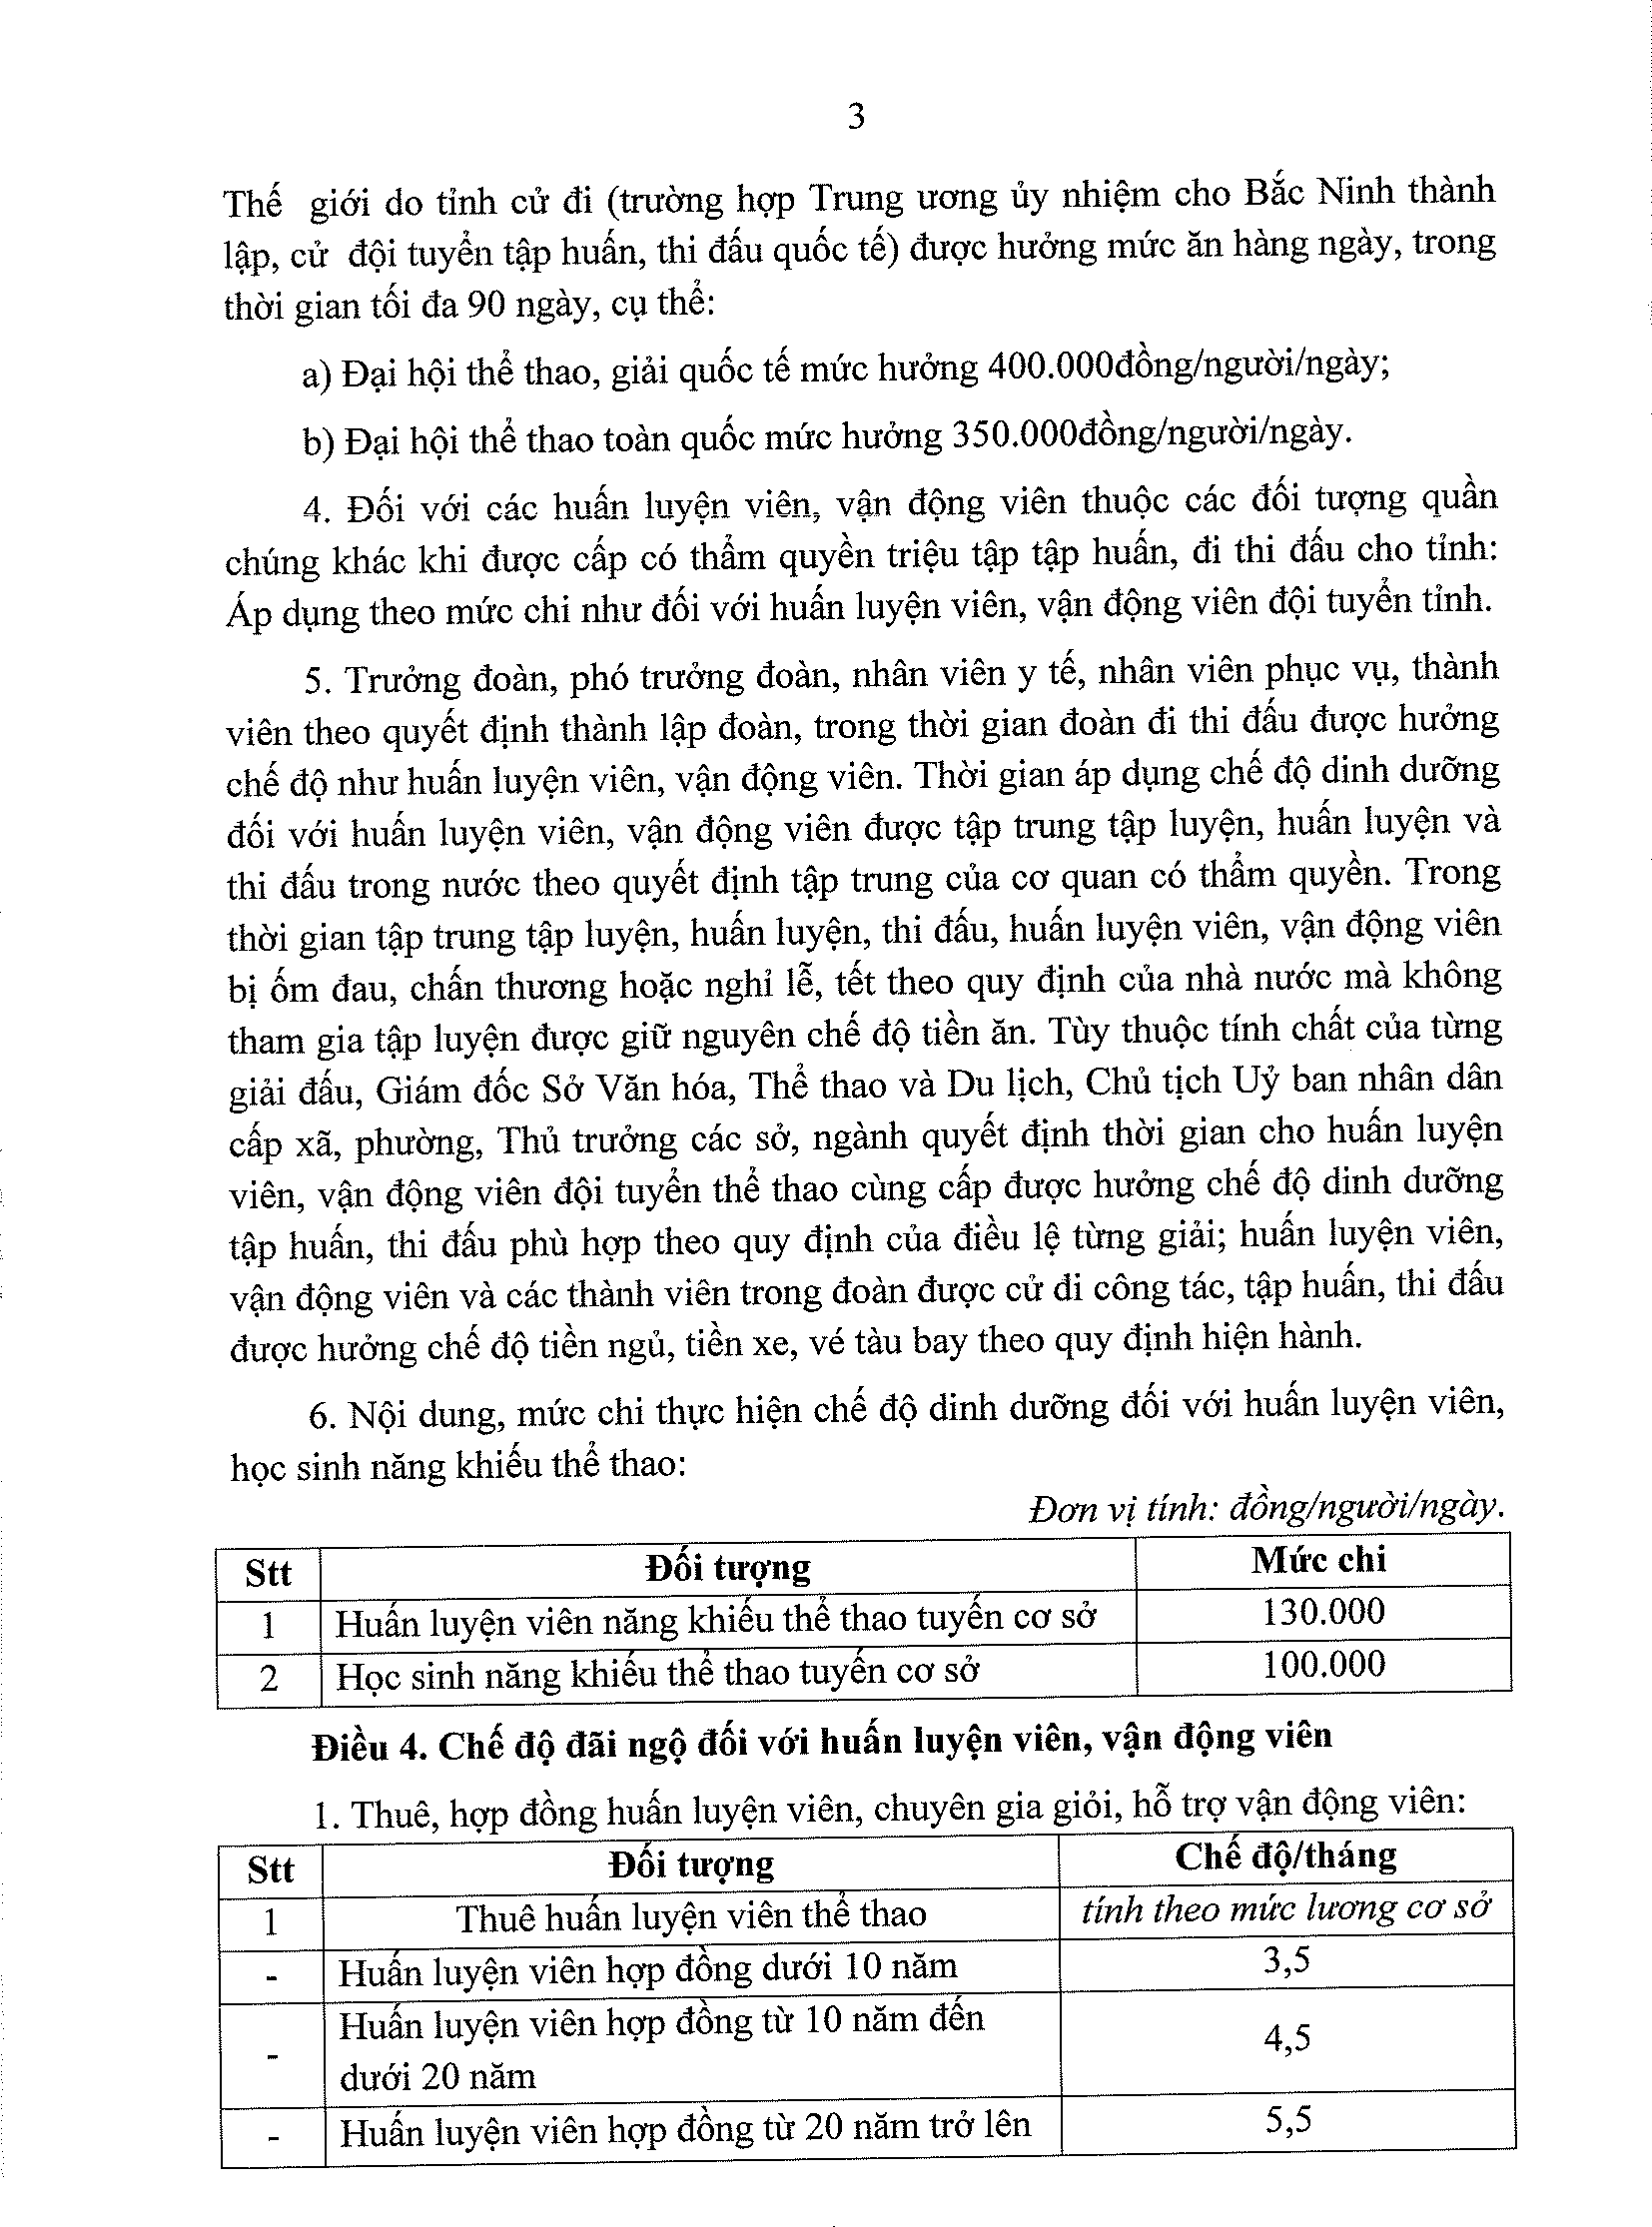 3
Thế giới do tỉnh cử đi (trường hợp Trung ương ủy nhiệm cho Bắc Ninh thành
lập, cử đội tuyển tập huấn, thi đấu quốc tế) được hưởng mức ăn hàng ngày, trong
thời gian tối đa 90 ngày, cụ thể:
a) Đại hội thể thao, giải quốc tế mức hưởng 400.000đồng/người/ngày;
b) Đại hội thể thao toàn quốc mức hưởng 350.000đồng/người/ngày.
4. Đối với các huấn luyện viên, vận động viên thuộc các đối tượng quần
chúng khác khi được cấp có thẩm quyền triệu tập tập huấn, đi thi đấu cho tỉnh:
Áp dụng theo mức chi như đối với huấn luyện viên, vận động viên đội tuyển tỉnh.
5. Trưởng đoàn, phó trưởng đoàn, nhân viên y tế, nhân viên phục vụ, thành
viên theo quyết định thành lập đoàn, trong thời gian đoàn đi thi đấu được hưởng
chế độ như huấn luyện viên, vận động viên. Thời gian áp dụng chế độ dinh dưỡng
đối với huấn luyện viên, vận động viên được tập trung tập luyện, huấn luyện và
thi đấu trong nước theo quyết định tập trung của cơ quan có thẩm quyền. Trong
thời gian tập trung tập luyện, huấn luyện, thi đấu, huấn luyện viên, vận động viên
bị ốm đau, chấn thương hoặc nghỉ lễ, tết theo quy định của nhà nước mà không
tham gia tập luyện được giữ nguyên chế độ tiền ăn. Tùy thuộc tính chất của từng
giải đấu, Giám đốc Sở Văn hóa, Thể thao và Du lịch, Chủ tịch Uỷ ban nhân dân
cấp xã, phường, Thủ trưởng các sở, ngành quyết định thời gian cho huấn luyện
viên, vận động viên đội tuyển thể thao cùng cấp được hưởng chế độ dinh dưỡng
tập huấn, thi đấu phù hợp theo quy định của điều lệ từng giải; huấn luyện viên,
vận động viên và các thành viên trong đoàn được cử đi công tác, tập huấn, thi đấu
được hưởng chế độ tiền ngủ, tiền xe, vé tàu bay theo quy định hiện hành.
6. Nội dung, mức chi thực hiện chế độ dinh dưỡng đối với huấn luyện viên,
học sinh năng khiếu thể thao:
Đơn vị tính: đồng/người/ngày.
Stt Đối tượng Mức chi
1 Huấn luyện viên năng khiếu thể thao tuyến cơ sở 130.000
2 Học sinh năng khiếu thể thao tuyến cơ sở 100.000
Điều 4. Chế độ đãi ngộ đối với huấn luyện viên, vận động viên
1. Thuê, hợp đồng huấn luyện viên, chuyên gia giỏi, hỗ trợ vận động viên:
Stt Đối tượng Chế độ/tháng
1 Thuê huấn luyện viên thể thao tính theo mức lương cơ sở
- Huấn luyện viên hợp đồng dưới 10 năm 3,5
- Huấn luyện viên hợp đồng từ 10 năm đến 4,5
dưới 20 năm
- Huấn luyện viên hợp đồng từ 20 năm trở lên 5,5